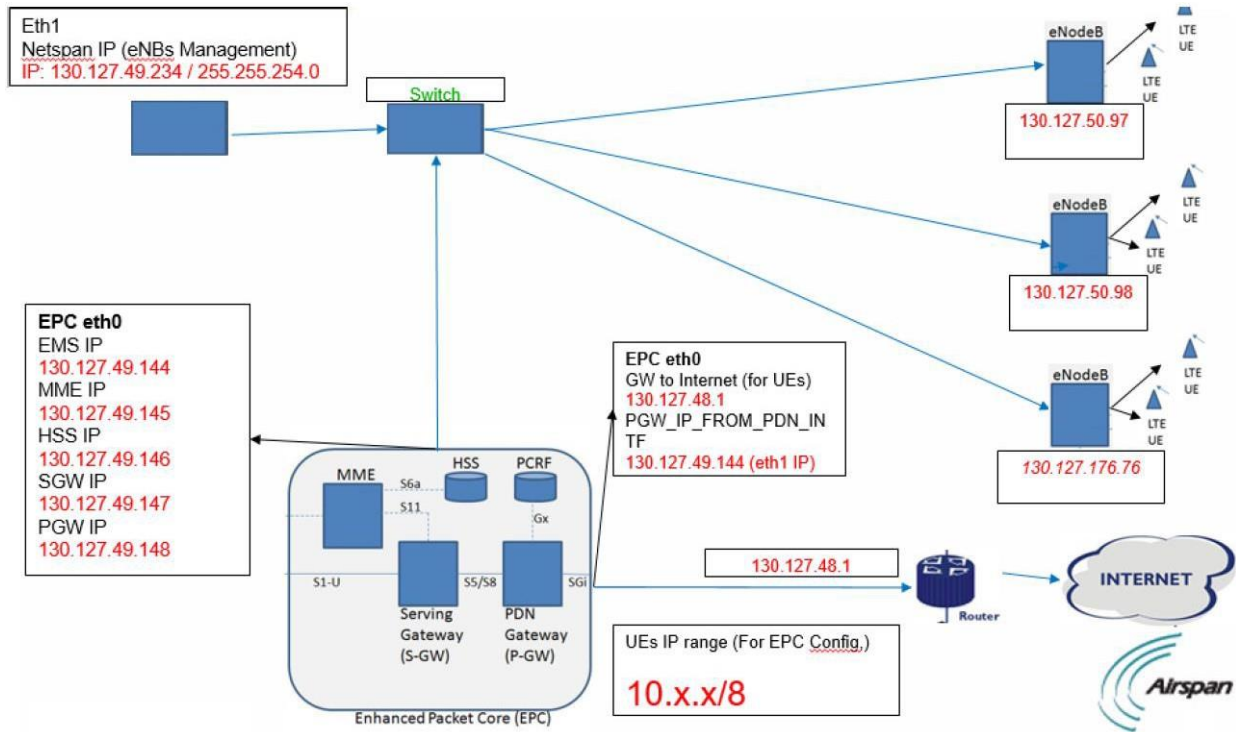 Eth1
Netspan IP (eNBs Management)
IP: 130.127.49.234 / 255.255.254.0
Switch
eNodeB
LTE
UE
LTE
UE
130.127.50.97
eNodeB
LTE
UE
LTE
UE
130.127.50.98
eNodeB
LTE
UE
LTE
UE
130.127.176.76
EPC eth0
EMS IP
130.127.49.144
MME IP
130.127.49.145
HSS IP
130.127.49.146
SGW IP
130.127.49.147
PGW IP
130.127.49.148
EPC eth0
GW to Internet (for UEs)
130.127.48.1
PGW_IP_FROM_PDN_IN
TF
130.127.49.144 (eth1 IP)
MME
HSS
PCRF
S6a
S11
Gx
S1-U
S5/S8
SGi
Serving
Gateway
(S-GW)
PDN
Gateway
(P-GW)
Enhanced Packet Core (EPC)
130.127.48.1
Router
INTERNET
UEs IP range (For EPC Config,)
10.x.x/8
Airspan